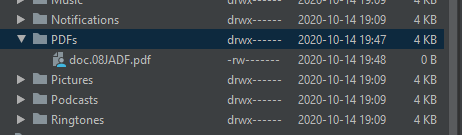 Music drwx------ 2020-10-14 19:09 4 KB
Notifications drwx------ 2020-10-14 19:09 4 KB
PDFs drwx------ 2020-10-14 19:47 4 KB
doc.08JADF.pdf -rw------- 2020-10-14 19:48 0 B
Pictures drwx------ 2020-10-14 19:09 4 KB
Podcasts drwx------ 2020-10-14 19:09 4 KB
Ringtones drwx------ 2020-10-14 19:09 4 KB